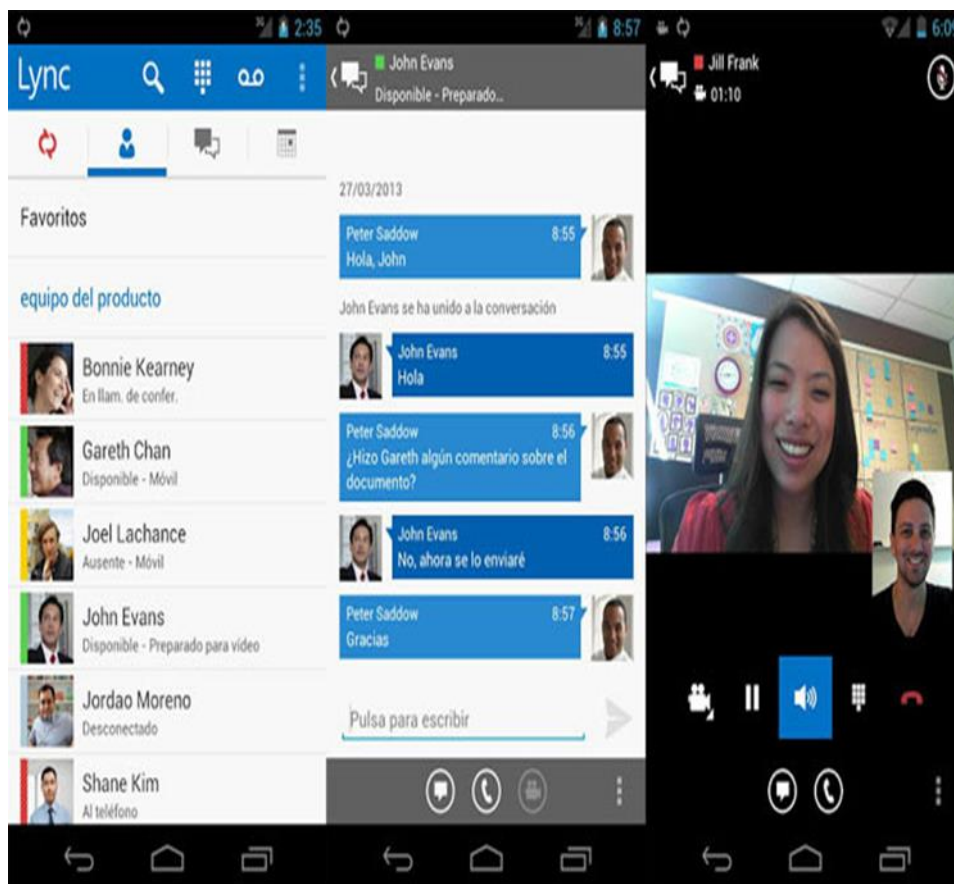 2:35
Lync
Favoritos
equipo del producto
Bonnie Kearney
En llam. de confer.
Gareth Chan
Disponible - Móvil
Joel Lachance
Ausente - Móvil
John Evans
Disponible - Preparado para vídeo
Jordao Moreno
Desconectado
Shane Kim
Al teléfono
8:57
John Evans
Disponible - Preparado...
27/03/2013
Peter Saddow 8:55
Hola, John
John Evans se ha unido a la conversación
John Evans 8:55
Hola
Peter Saddow 8:56
¿Hizo Gareth algún comentario sobre el
documento?
John Evans 8:56
No, ahora se lo enviaré
Peter Saddow 8:57
Gracias
Pulsa para escribir
6:09
Jill Frank
01:10